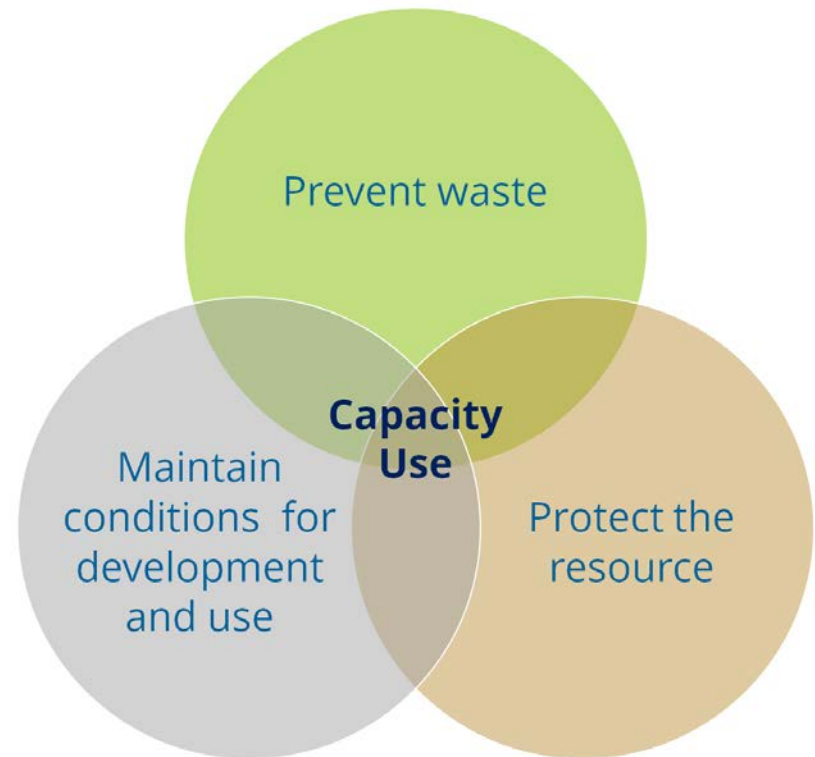 Prevent waste
Capacity
Use
Maintain
conditions for
development
and use
Protect the
resource